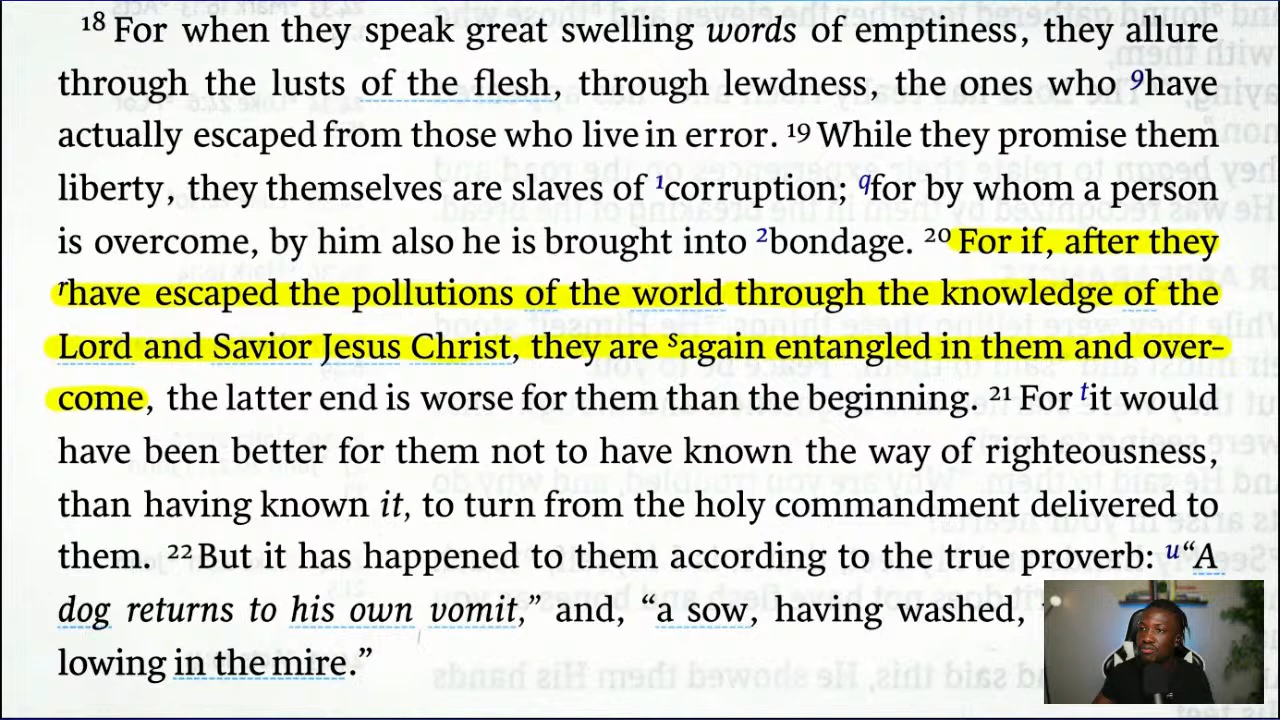 18 For when they speak great swelling words of emptiness, they allure
through the lusts of the flesh, through lewdness, the ones who 9have
actually escaped from those who live in error. 19 While they promise them
liberty, they themselves are slaves of 1corruption; qfor by whom a person
is overcome, by him also he is brought into 2bondage. 20 For if, after they
rhave escaped the pollutions of the world through the knowledge of the
Lord and Savior Jesus Christ, they are sagain entangled in them and over-
come, the latter end is worse for them than the beginning. 21 For tit would
have been better for them not to have known the way of righteousness,
than having known it, to turn from the holy commandment delivered to
them. 22 But it has happened to them according to the true proverb: u“A
dog returns to his own vomit,” and, “a sow, having washed,
lowing in the mire.”